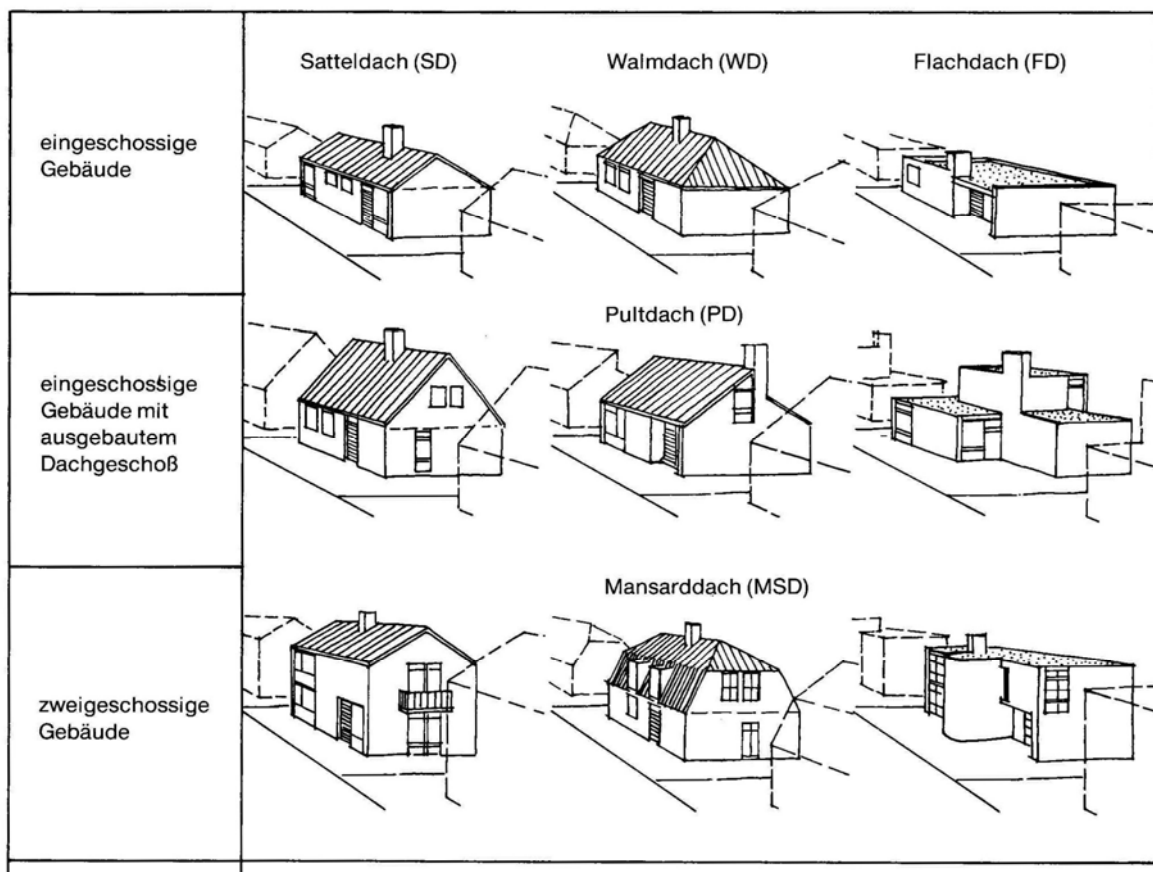 Satteldach (SD)
Walmdach (WD)
Flachdach (FD)
eingeschossige
Gebäude
Pultdach (PD)
eingeschossige
Gebäude mit
ausgebautem
Dachgeschoß
Mansarddach (MSD)
zweigeschossige
Gebäude